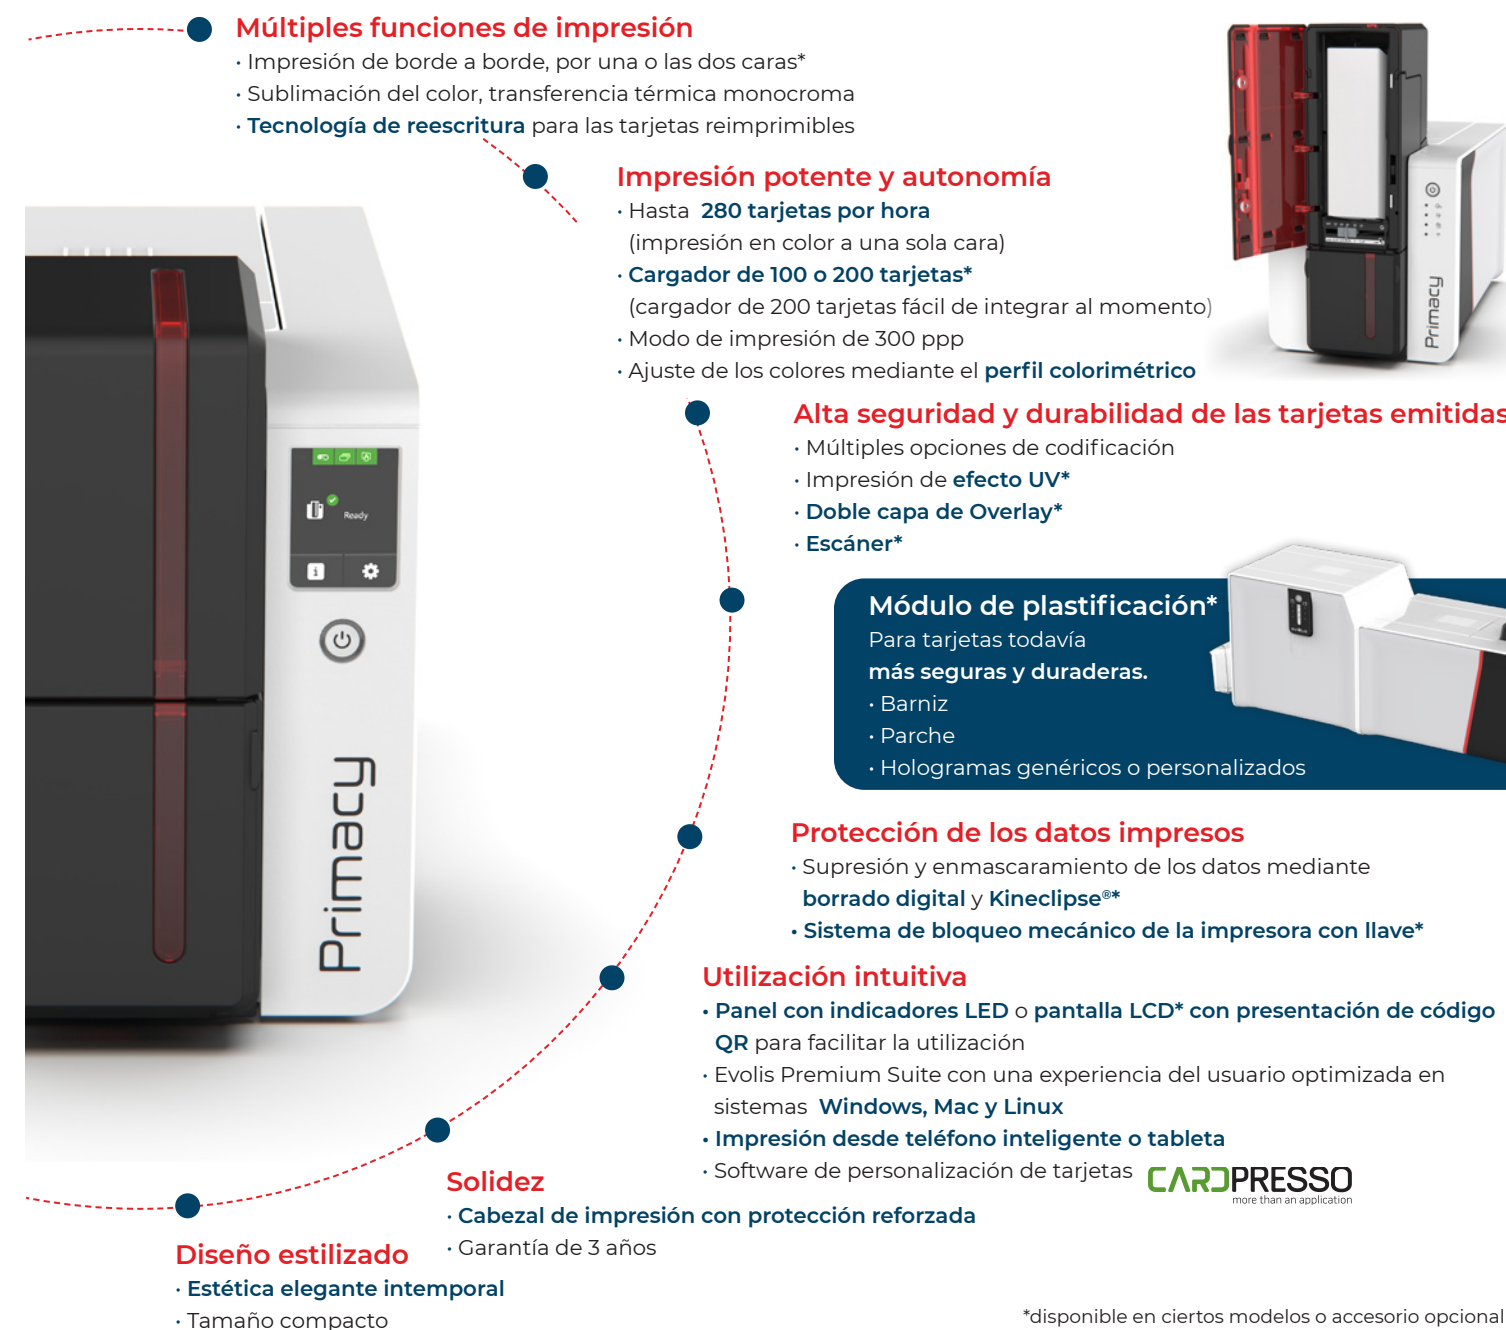 Múltiples funciones de impresión
· Impresión de borde a borde, por una o las dos caras*
· Sublimación del color, transferencia térmica monocroma
· Tecnología de reescritura para las tarjetas reimprimibles
Impresión potente y autonomía
· Hasta 280 tarjetas por hora
(impresión en color a una sola cara)
· Cargador de 100 o 200 tarjetas*
(cargador de 200 tarjetas fácil de integrar al momento)
· Modo de impresión de 300 ppp
· Ajuste de los colores mediante el perfil colorimétrico
Primacy
Alta seguridad y durabilidad de las tarjetas emitidas
· Múltiples opciones de codificación
· Impresión de efecto UV*
· Doble capa de Overlay*
· Escáner*
Ready
Primacy
Módulo de plastificación*
Para tarjetas todavía
más seguras y duraderas.
· Barniz
· Parche
· Hologramas genéricos o personalizados
Protección de los datos impresos
· Supresión y enmascaramiento de los datos mediante
borrado digital y Kineclipse®*
· Sistema de bloqueo mecánico de la impresora con llave*
Utilización intuitiva
· Panel con indicadores LED o pantalla LCD* con presentación de código
QR para facilitar la utilización
· Evolis Premium Suite con una experiencia del usuario optimizada en
sistemas Windows, Mac y Linux
· Impresión desde teléfono inteligente o tableta
· Software de personalización de tarjetas CARDPRESSO
more than an application
Solidez
· Cabezal de impresión con protección reforzada
· Garantía de 3 años
Diseño estilizado
· Estética elegante intemporal
· Tamaño compacto
*disponible en ciertos modelos o accesorio opcional